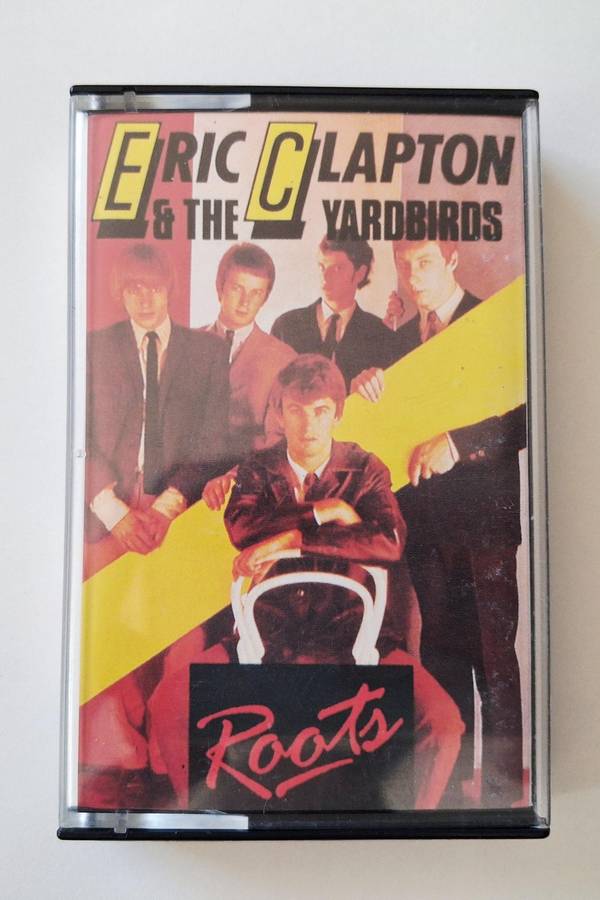 ERIC CLAPTON
& THE YARDBIRDS
Roots